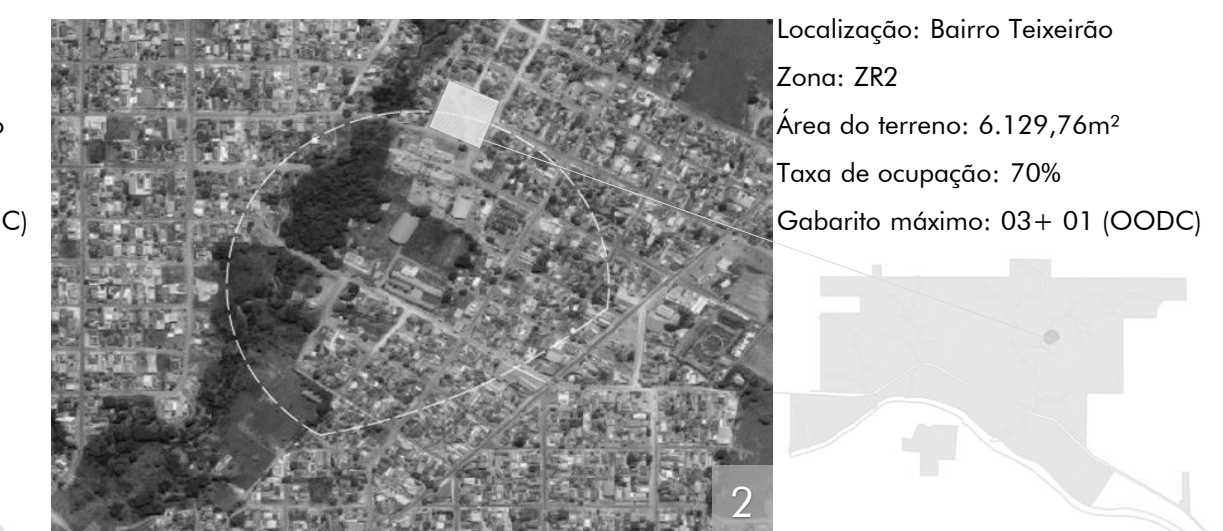 Localização: Bairro Teixeirão
Zona: ZR2
Área do terreno: 6.129,76m²
Taxa de ocupação: 70%
C)
Gabarito máximo: 03+ 01 (OODC)
2